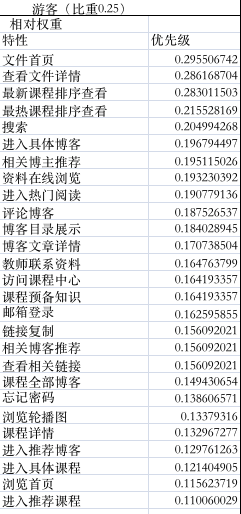 游客（比重0.25）
相对权重
特性 优先级
文件首页 0.295506742
查看文件详情 0.286168704
最新课程排序查看 0.283011503
最热课程排序查看 0.215528169
搜索 0.204994268
进入具体博客 0.196794497
相关博主推荐 0.195115026
资料在线浏览 0.193230392
进入热门阅读 0.190779136
评论博客 0.187526537
博客目录展示 0.184028945
博客文章详情 0.170738504
教师联系资料 0.164763799
访问课程中心 0.164193357
课程预备知识 0.164193357
邮箱登录 0.162595855
链接复制 0.156092021
相关博客推荐 0.156092021
查看相关链接 0.156092021
课程全部博客 0.149430654
忘记密码 0.138606571
浏览轮播图 0.13379316
课程详情 0.132967277
进入推荐博客 0.129761263
进入具体课程 0.121404905
浏览首页 0.115623719
进入推荐课程 0.110060029